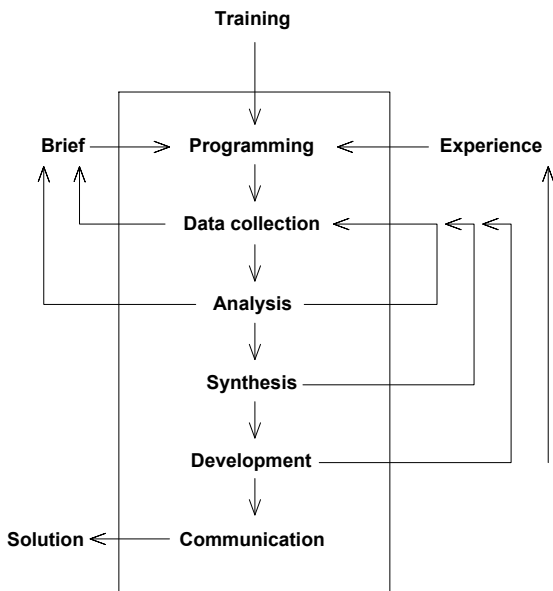 Training
Brief
Programming
Experience
Data collection
Analysis
Synthesis
Development
Solution
Communication